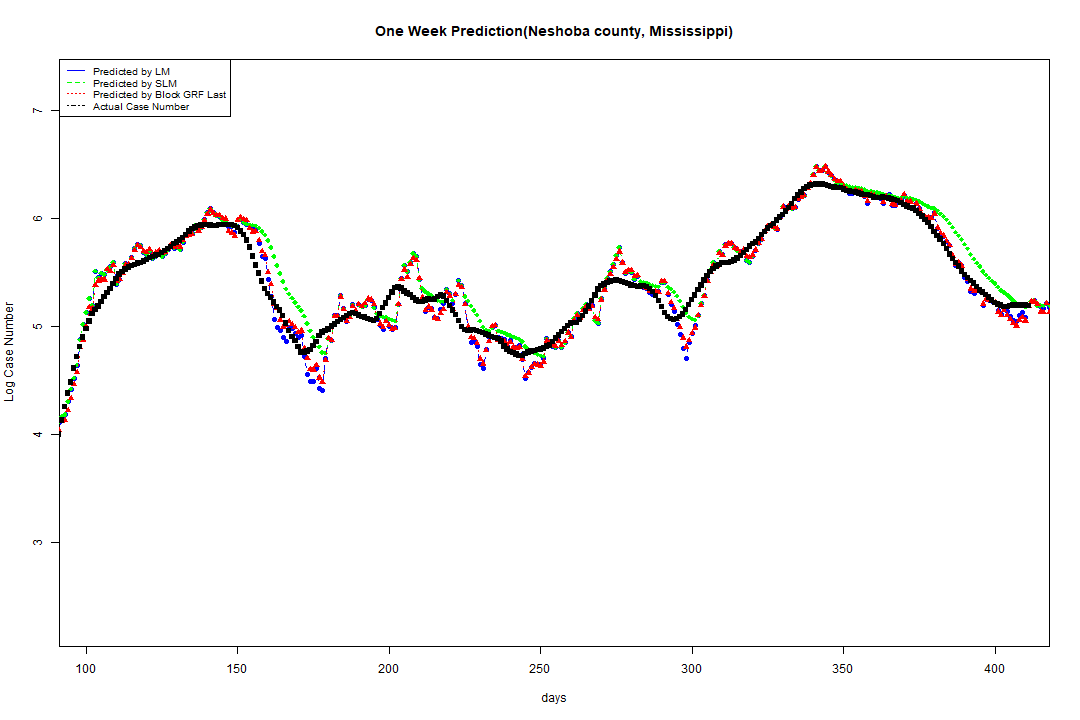 One Week Prediction(Neshoba county, Mississippi)
Predicted by LM
Predicted by SLM
Predicted by Block GRF Last
Actual Case Number
Log Case Number
7
6
5
4
3
100 150 200 250 300 350 400
days